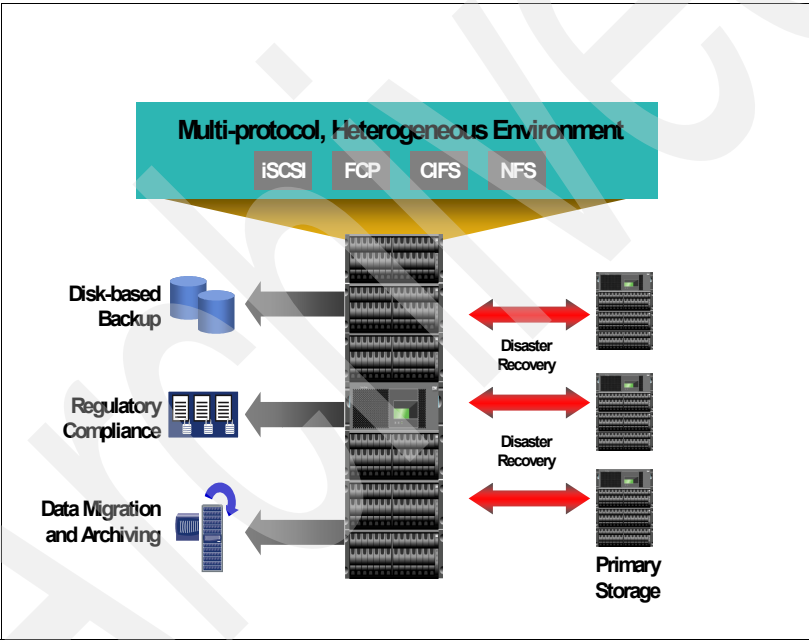 Multi-protocol, Heterogeneous Environment
iSCSI FCP CIFS NFS
Disk-based
Backup
Regulatory
Compliance
Data Migration
and Archiving
Disaster
Recovery
Disaster
Recovery
Primary
Storage